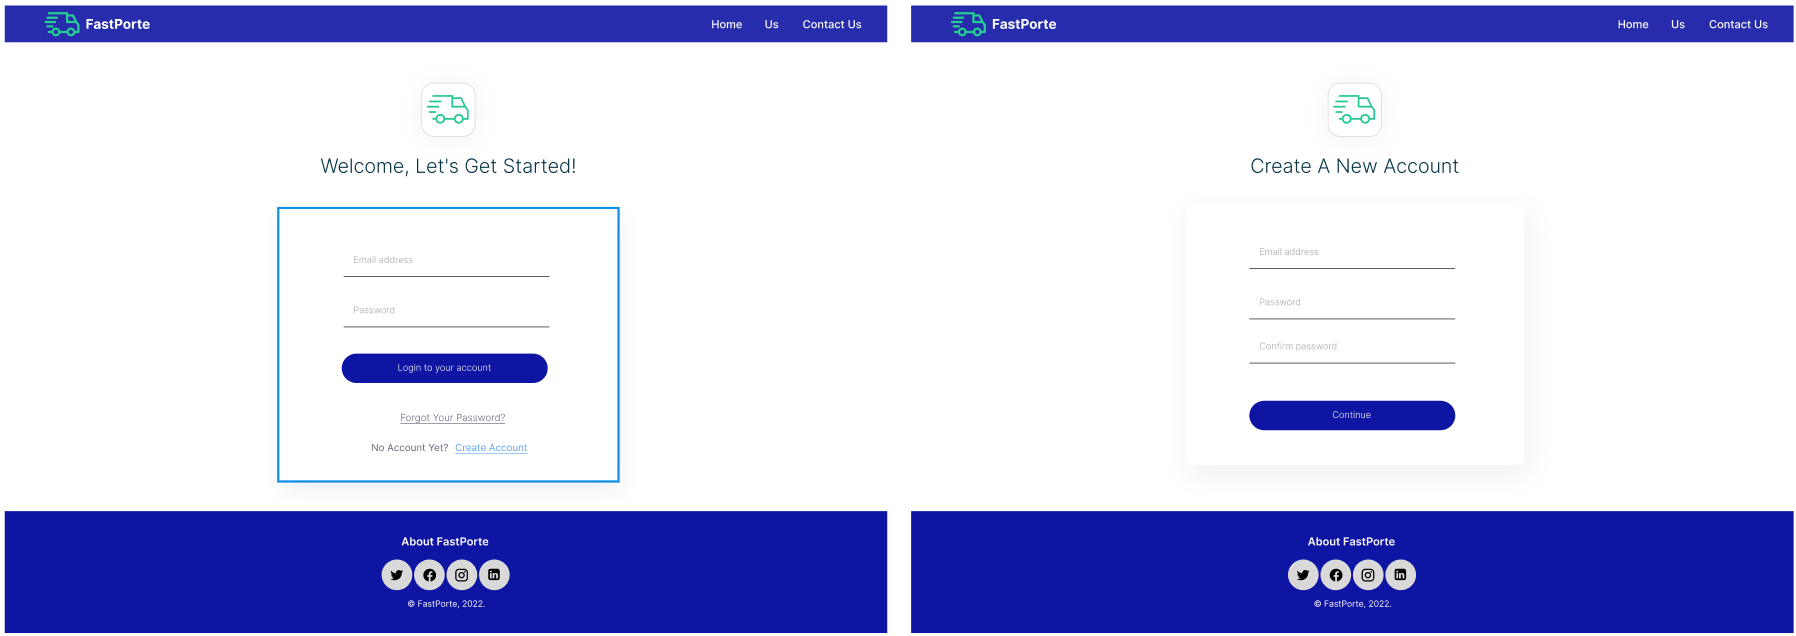 FastPorte
Home Us Contact Us
Welcome, Let's Get Started!
Email address
Password
Login to your account
Forgot Your Password?
No Account Yet? Create Account
About FastPorte
© FastPorte, 2022.
FastPorte
Home Us Contact Us
Create A New Account
Email address
Password
Confirm password
Continue
About FastPorte
© FastPorte, 2022.